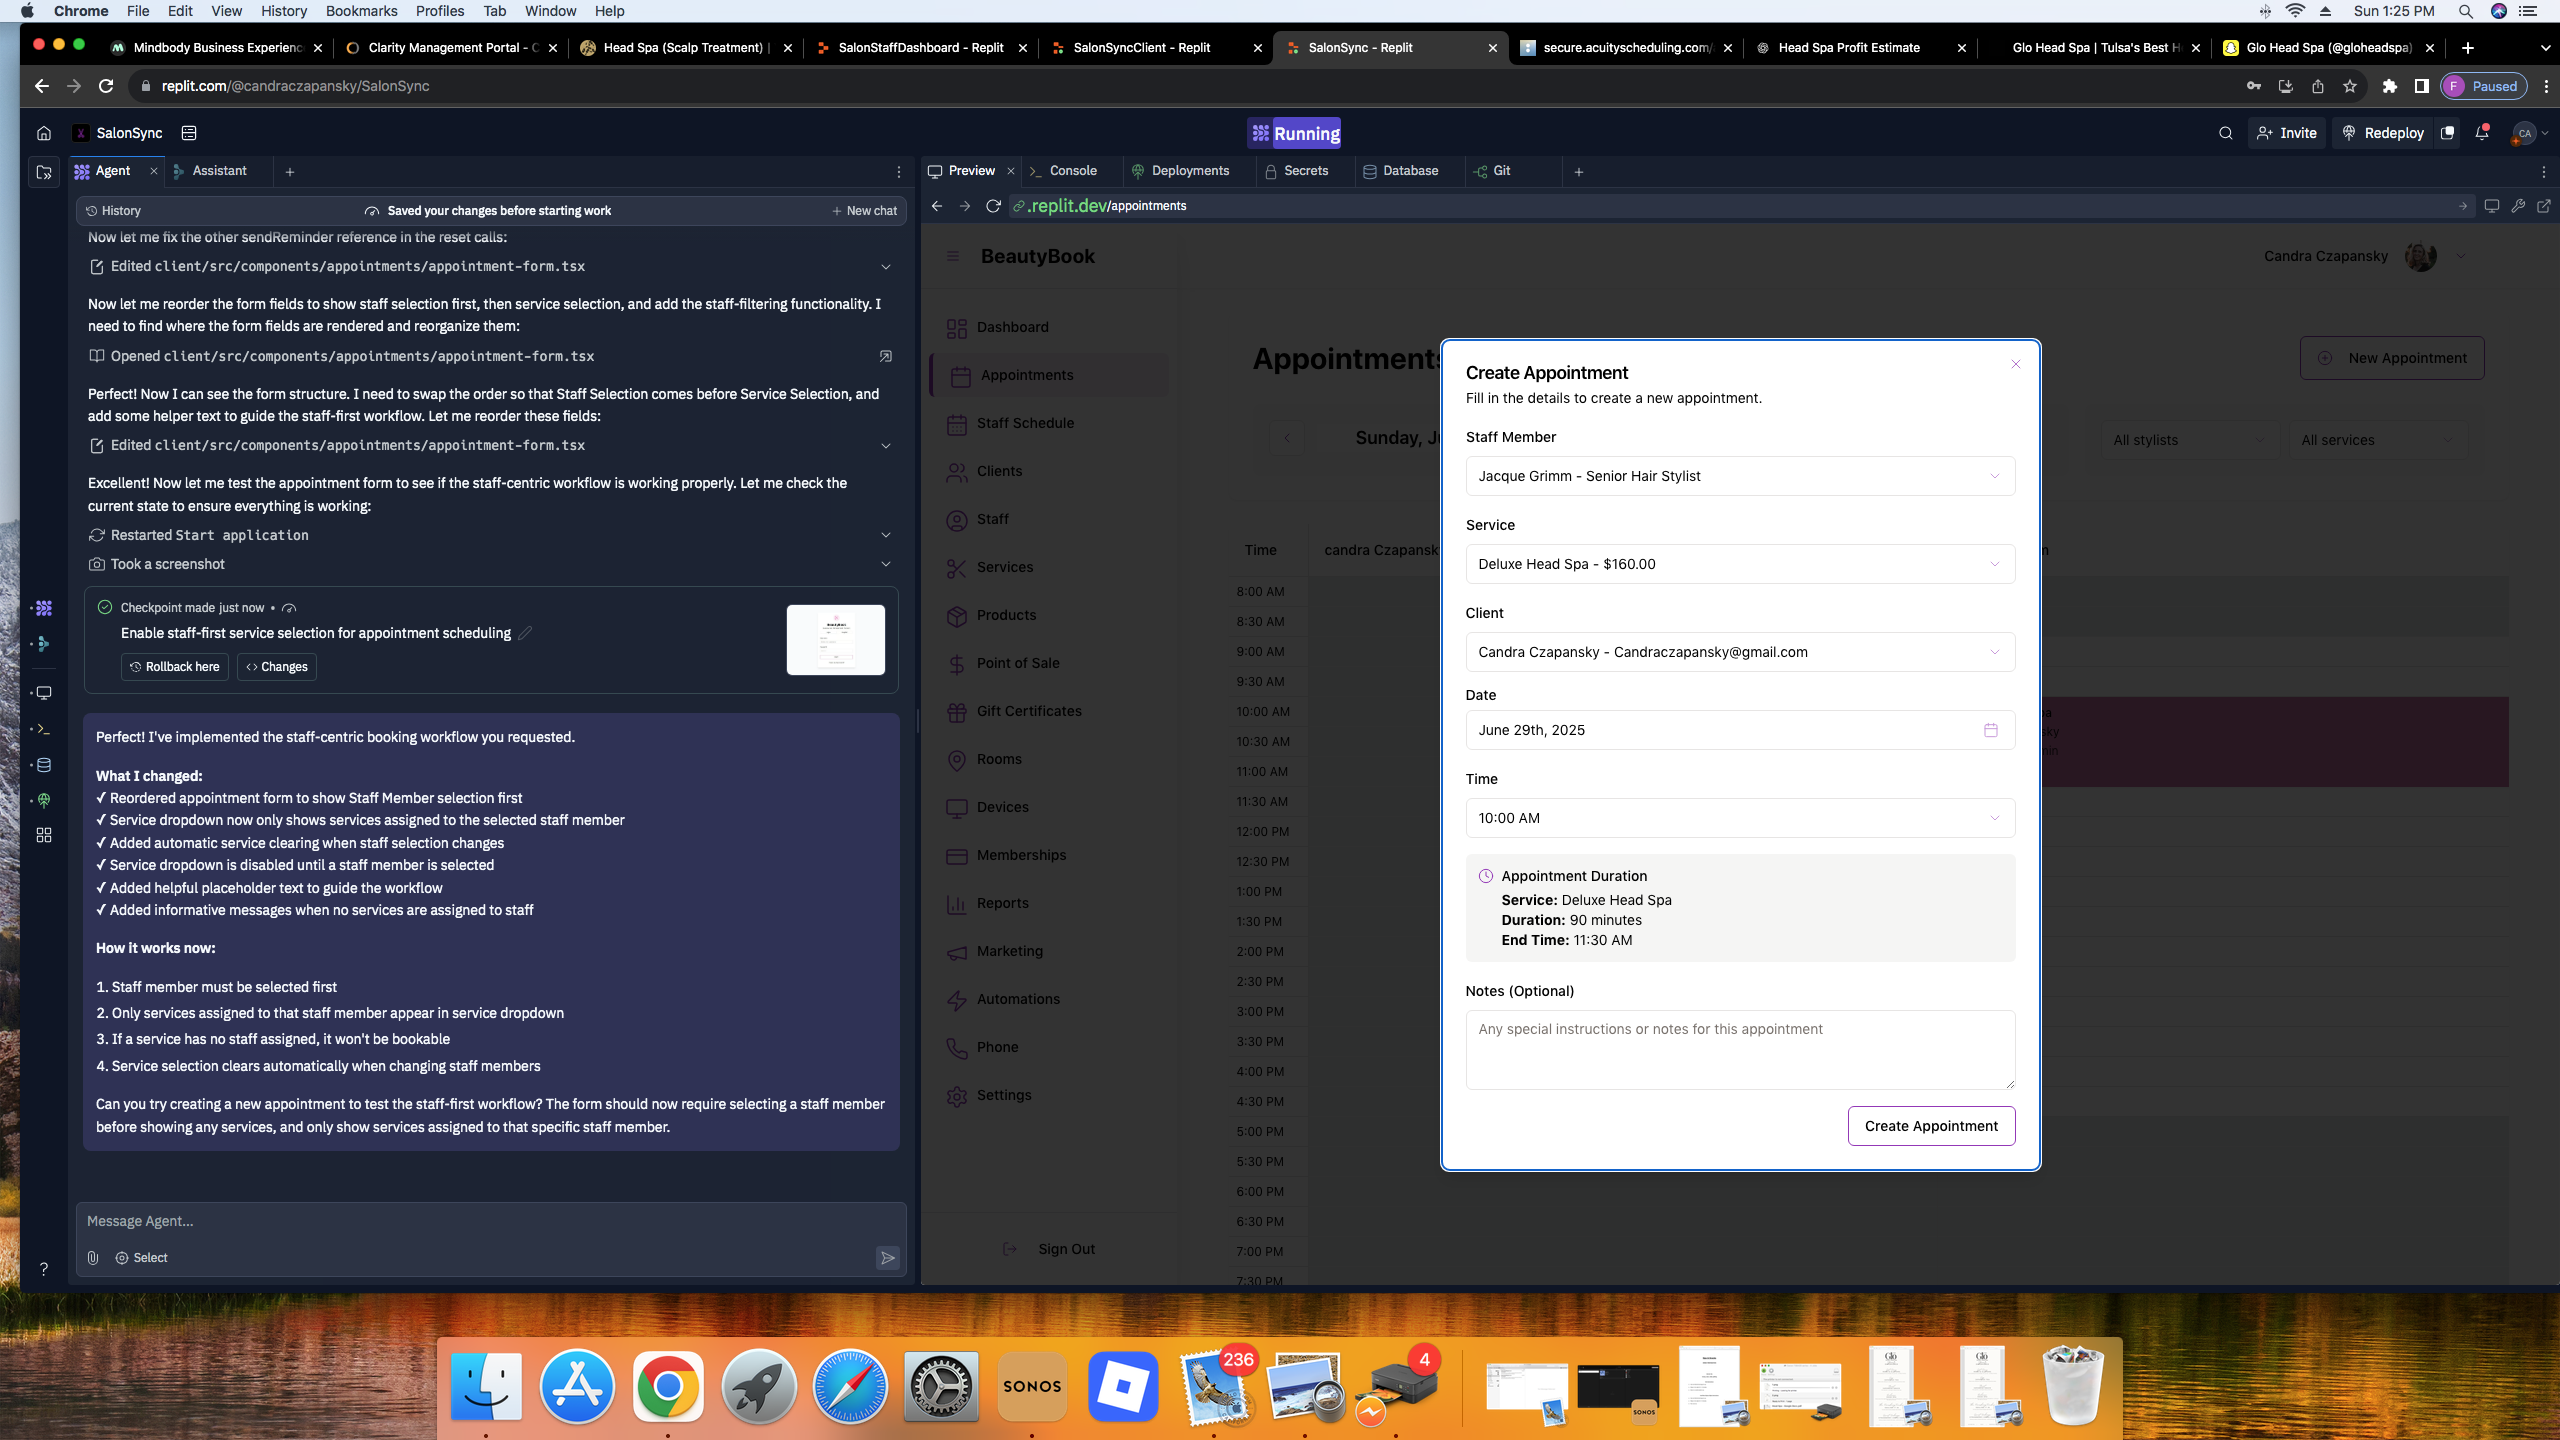 Chrome File Edit View History Bookmarks Profiles Tab Window Help
Sun 1:25 PM
Mindbody Business Experienc
Clarity Management Portal - C
Head Spa (Scalp Treatment) |
SalonStaffDashboard - Replit
SalonSyncClient - Replit
SalonSync - Replit
secure.acuityscheduling.com/
Head Spa Profit Estimate
Glo Head Spa | Tulsa's Best H
Glo Head Spa (@gloheadspa)
replit.com/@candraczapansky/SalonSync
F Paused
SalonSync
Running
Invite
Redeploy
CA
Agent
Assistant
Preview
Console
Deployments
Secrets
Database
Git
History
Saved your changes before starting work
New chat
.replit.dev/appointments
Now let me fix the other sendReminder reference in the reset calls:
Edited client/src/components/appointments/appointment-form.tsx
Now let me reorder the form fields to show staff selection first, then service selection, and add the staff-filtering functionality. I
need to find where the form fields are rendered and reorganize them:
Opened client/src/components/appointments/appointment-form.tsx
Perfect! Now I can see the form structure. I need to swap the order so that Staff Selection comes before Service Selection, and
add some helper text to guide the staff-first workflow. Let me reorder these fields:
Edited client/src/components/appointments/appointment-form.tsx
Excellent! Now let me test the appointment form to see if the staff-centric workflow is working properly. Let me check the
current state to ensure everything is working:
Restarted Start application
Took a screenshot
Checkpoint made just now •
Enable staff-first service selection for appointment scheduling
Rollback here
Changes
Perfect! I've implemented the staff-centric booking workflow you requested.
What I changed:
✓ Reordered appointment form to show Staff Member selection first
✓ Service dropdown now only shows services assigned to the selected staff member
✓ Added automatic service clearing when staff selection changes
✓ Service dropdown is disabled until a staff member is selected
✓ Added helpful placeholder text to guide the workflow
✓ Added informative messages when no services are assigned to staff
How it works now:
1. Staff member must be selected first
2. Only services assigned to that staff member appear in service dropdown
3. If a service has no staff assigned, it won't be bookable
4. Service selection clears automatically when changing staff members
Can you try creating a new appointment to test the staff-first workflow? The form should now require selecting a staff member
before showing any services, and only show services assigned to that specific staff member.
Message Agent...
Select
?
BeautyBook
Candra Czapansky
Dashboard
Appointments
Staff Schedule
Clients
Staff
Services
Products
Point of Sale
Gift Certificates
Rooms
Devices
Memberships
Reports
Marketing
Automations
Phone
Settings
Sign Out
Appointments
New Appointment
Sunday, J
All stylists
All services
Time
candra Czapansk
8:00 AM
8:30 AM
9:00 AM
9:30 AM
10:00 AM
10:30 AM
11:00 AM
11:30 AM
12:00 PM
12:30 PM
1:00 PM
1:30 PM
2:00 PM
2:30 PM
3:00 PM
3:30 PM
4:00 PM
4:30 PM
5:00 PM
5:30 PM
6:00 PM
6:30 PM
7:00 PM
7:30 PM
Create Appointment
Fill in the details to create a new appointment.
Staff Member
Jacque Grimm - Senior Hair Stylist
Service
Deluxe Head Spa - $160.00
Client
Candra Czapansky - Candraczapansky@gmail.com
Date
June 29th, 2025
Time
10:00 AM
Appointment Duration
Service: Deluxe Head Spa
Duration: 90 minutes
End Time: 11:30 AM
Notes (Optional)
Any special instructions or notes for this appointment
Create Appointment
SONOS
236
4
SONOS